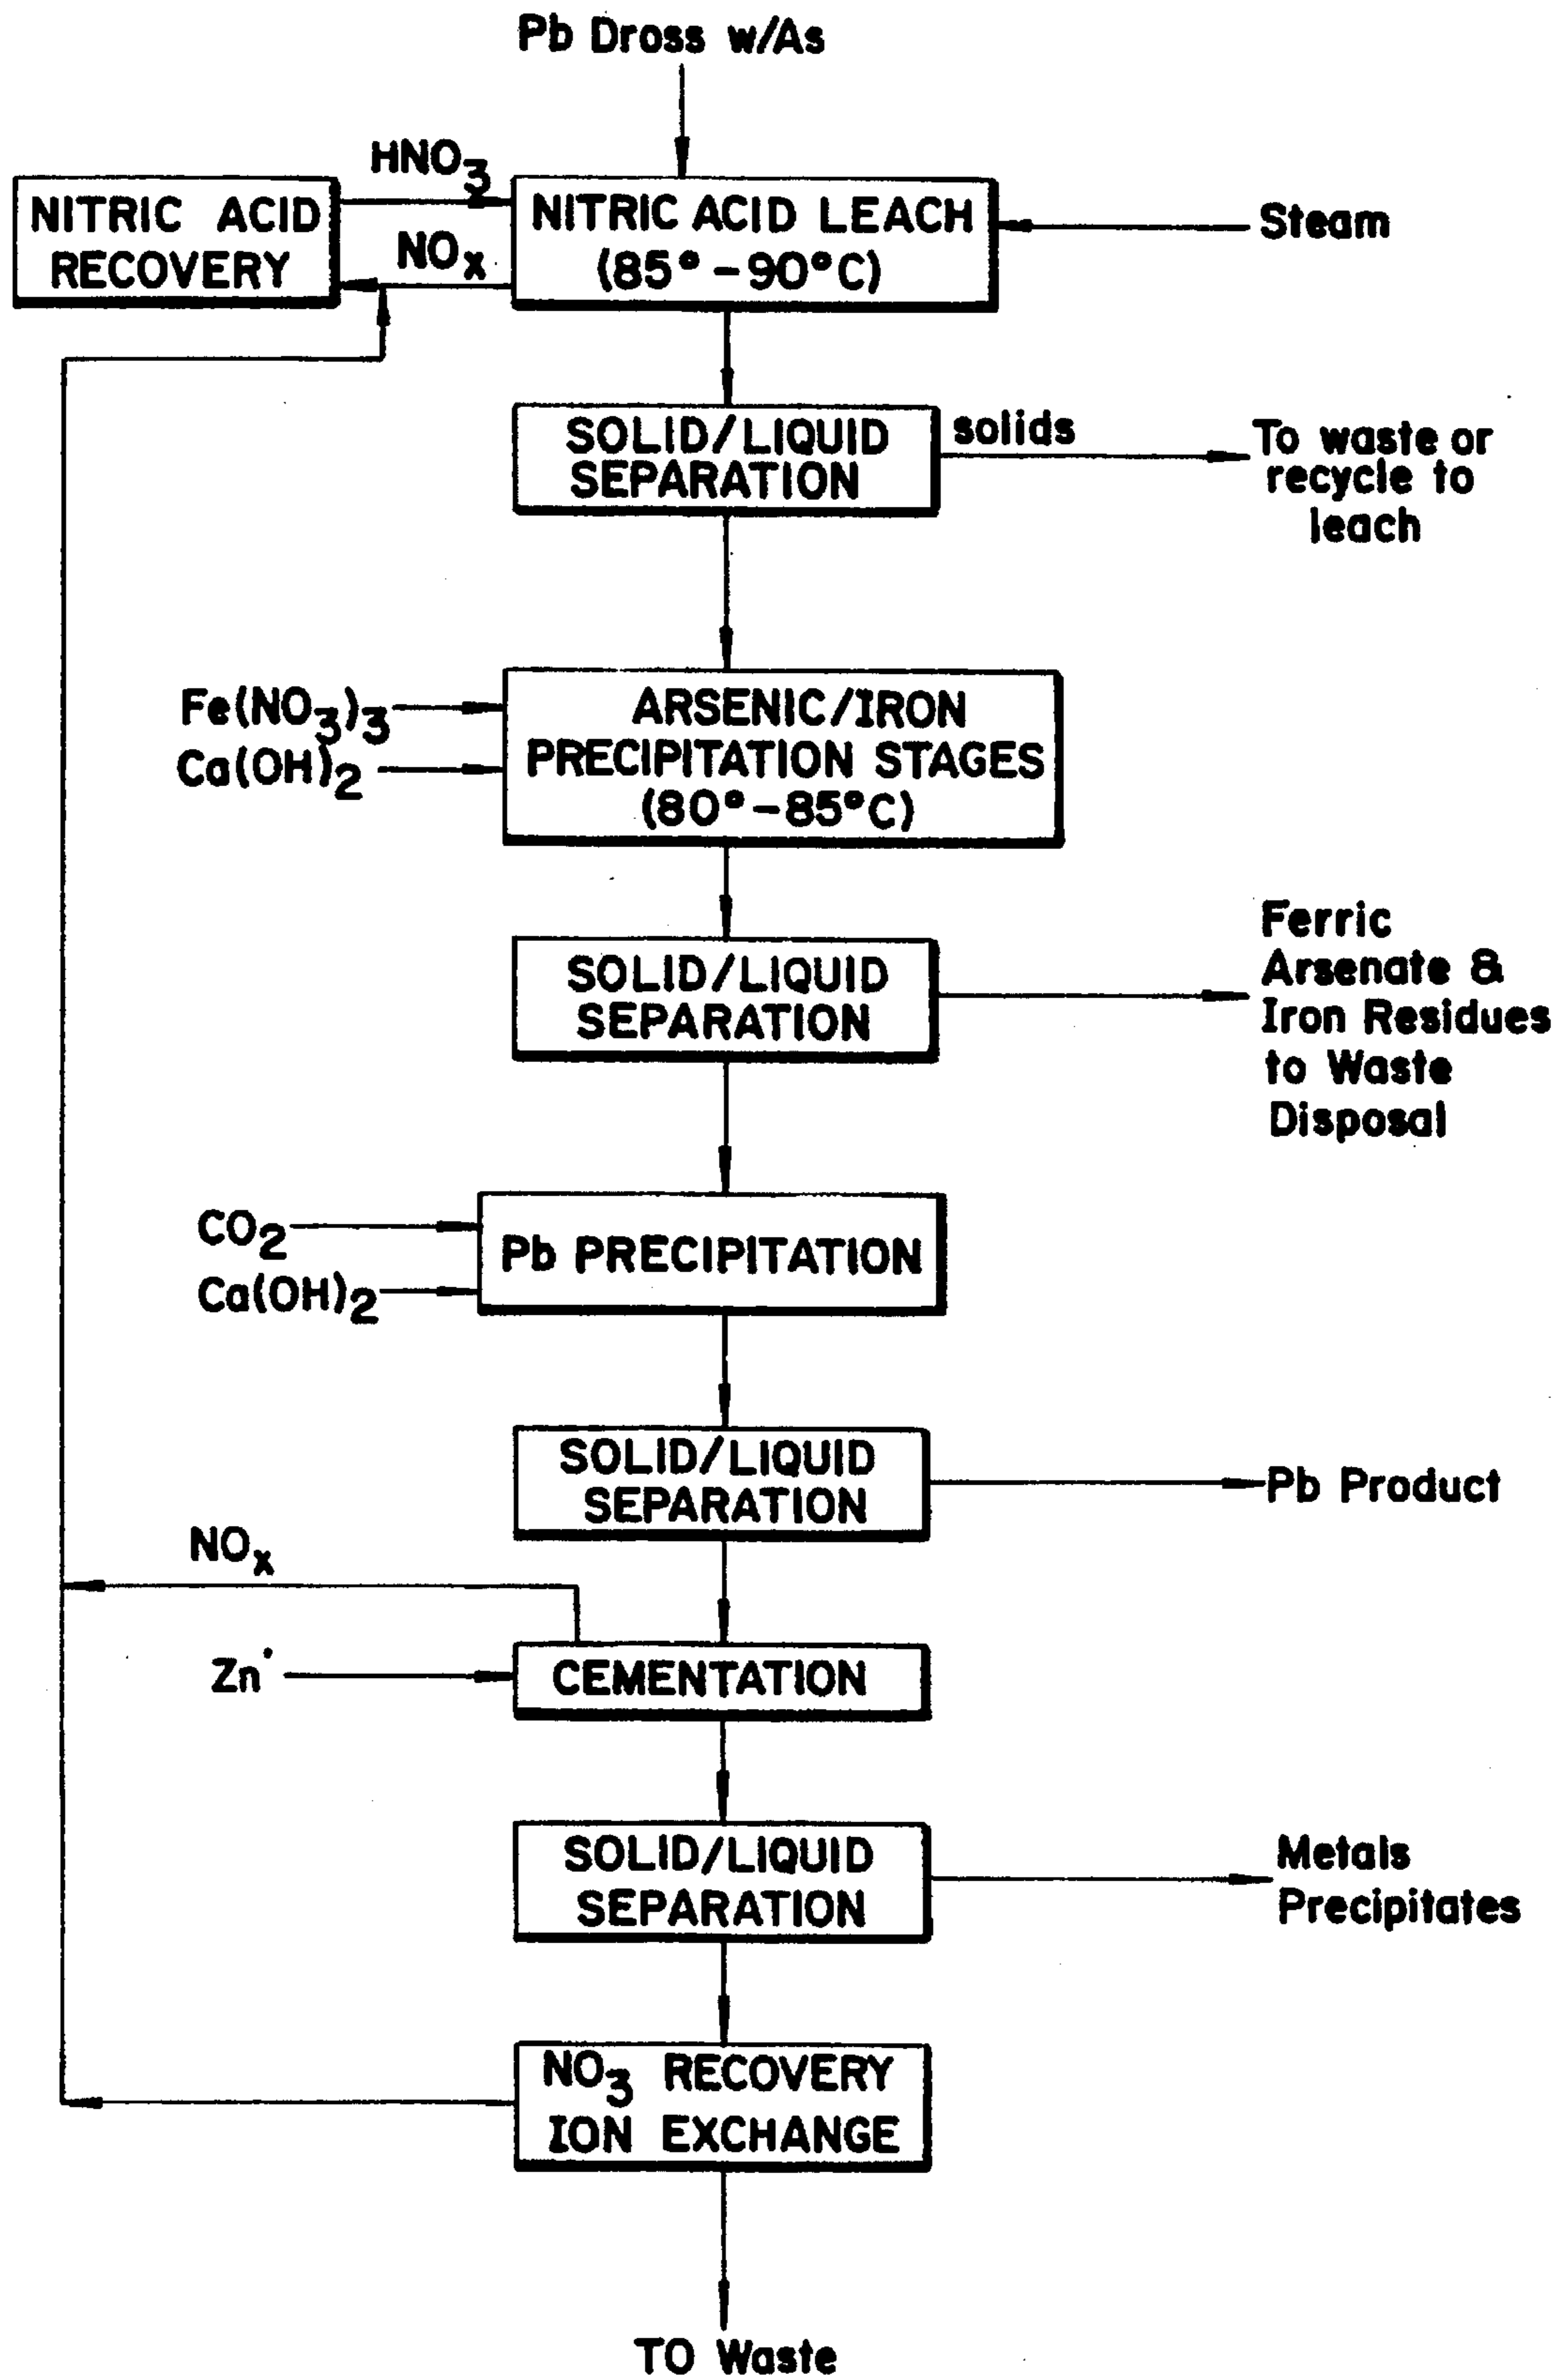 Pb Dross w/As
HNO3
NITRIC ACID
RECOVERY
NOx
NITRIC ACID LEACH
(85°-90°C)
Steam
SOLID/LIQUID
SEPARATION
solids
To waste or
recycle to
leach
Fe(NO3)3
Ca(OH)2
ARSENIC/IRON
PRECIPITATION STAGES
(80°-85°C)
SOLID/LIQUID
SEPARATION
Ferric
Arsenate &
Iron Residues
to Waste
Disposal
CO2
Ca(OH)2
Pb PRECIPITATION
SOLID/LIQUID
SEPARATION
Pb Product
NOx
Zn°
CEMENTATION
SOLID/LIQUID
SEPARATION
Metals
Precipitates
NO3 RECOVERY
ION EXCHANGE
TO Waste